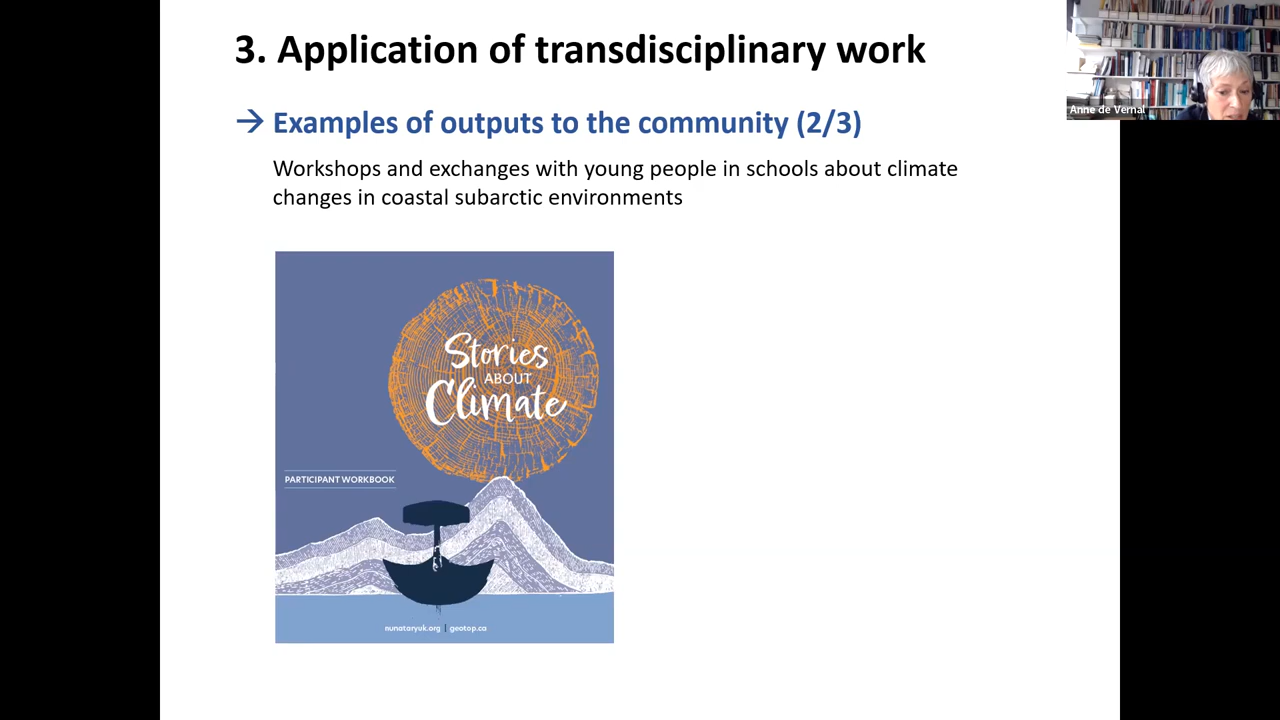 3. Application of transdisciplinary work
Anne de Vernal
→ Examples of outputs to the community (2/3)
Workshops and exchanges with young people in schools about climate
changes in coastal subarctic environments
Stories
ABOUT
Climate
PARTICIPANT WORKBOOK
nunataryuk.org | geotop.ca